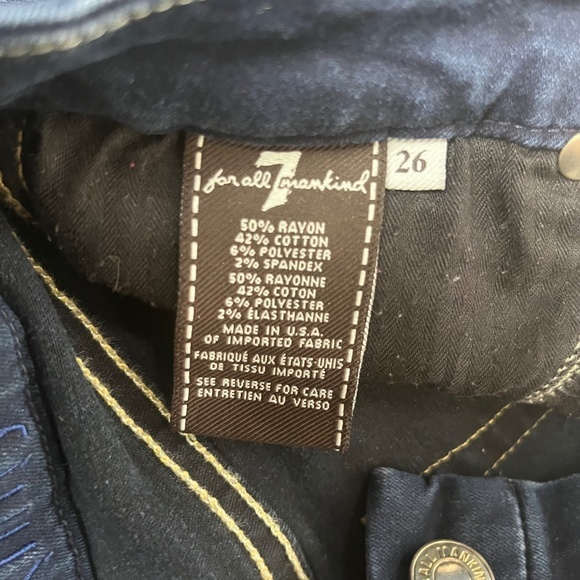 7
for all mankind
26
50% RAYON
42% COTTON
6% POLYESTER
2% SPANDEX
50% RAYONNE
42% COTON
6% POLYESTER
2% ÉLASTHANNE
MADE IN U.S.A.
OF IMPORTED FABRIC
FABRIQUÉ AUX ÉTATS-UNIS
DE TISSU IMPORTÉ
SEE REVERSE FOR CARE
ENTRETIEN AU VERSO
ALL MANKIN